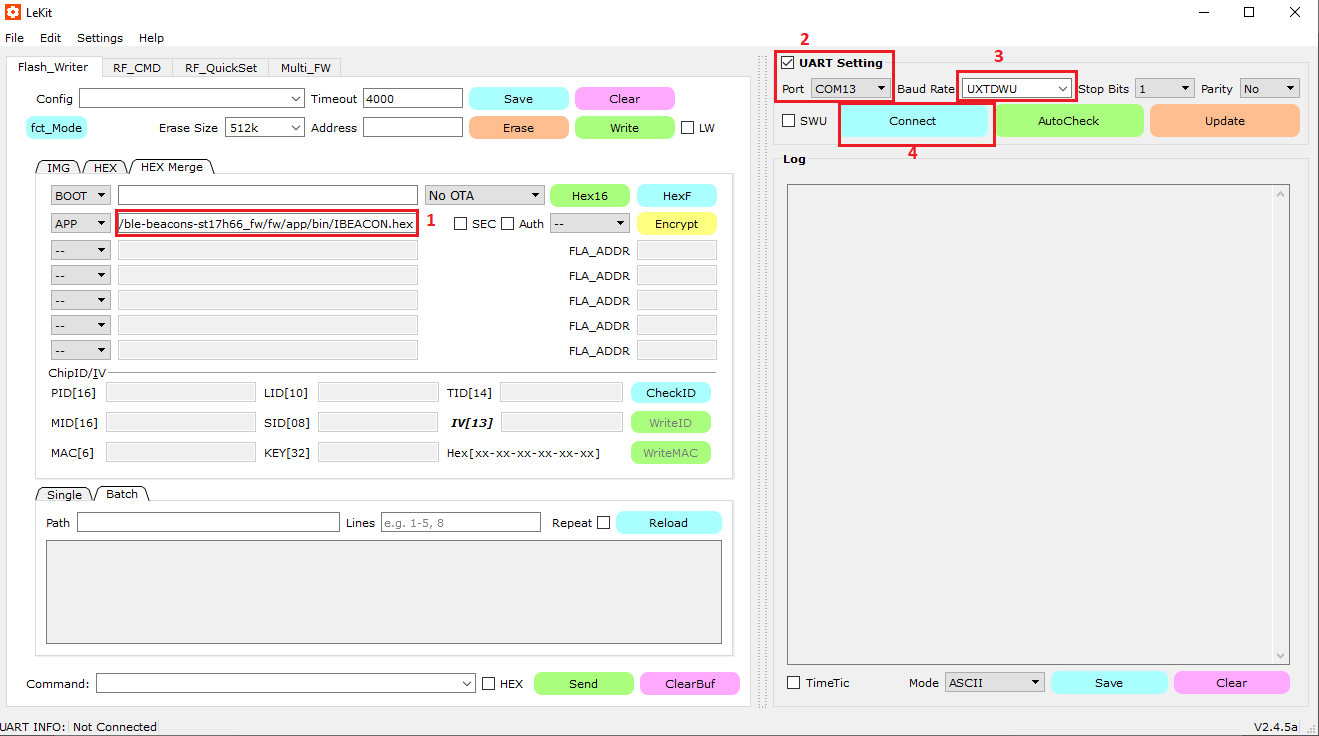 LeKit
File Edit Settings Help
Flash_Writer RF_CMD RF_QuickSet Multi_FW
Config Timeout 4000 Save Clear
fct_Mode Erase Size 512k Address Erase Write LW
IMG HEX HEX Merge
BOOT No OTA Hex16 HexF
APP /ble-beacons-st17h66_fw/fw/app/bin/IBEACON.hex 1 SEC Auth -- Encrypt
-- FLA_ADDR
-- FLA_ADDR
-- FLA_ADDR
-- FLA_ADDR
-- FLA_ADDR
ChipID/IV
PID[16] LID[10] TID[14] CheckID
MID[16] SID[08] IV[13] WriteID
MAC[6] KEY[32] Hex[xx-xx-xx-xx-xx-xx] WriteMAC
Single Batch
Path Lines e.g. 1-5, 8 Repeat Reload
Command: HEX Send ClearBuf
2
UART Setting 3
Port COM13 Baud Rate UXTDWU Stop Bits 1 Parity No
SWU Connect AutoCheck Update
4
Log
TimeTic Mode ASCII Save Clear
UART INFO: Not Connected V2.4.5a